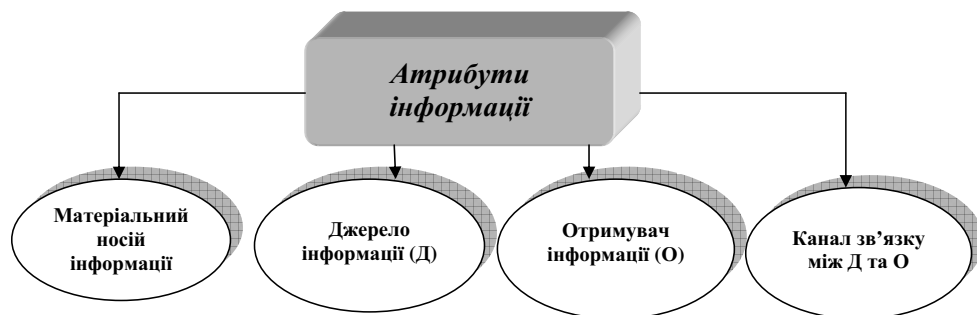 Атрибути
інформації
Матеріальний
носій
інформації
Джерело
інформації (Д)
Отримувач
інформації (О)
Канал зв’язку
між Д та О